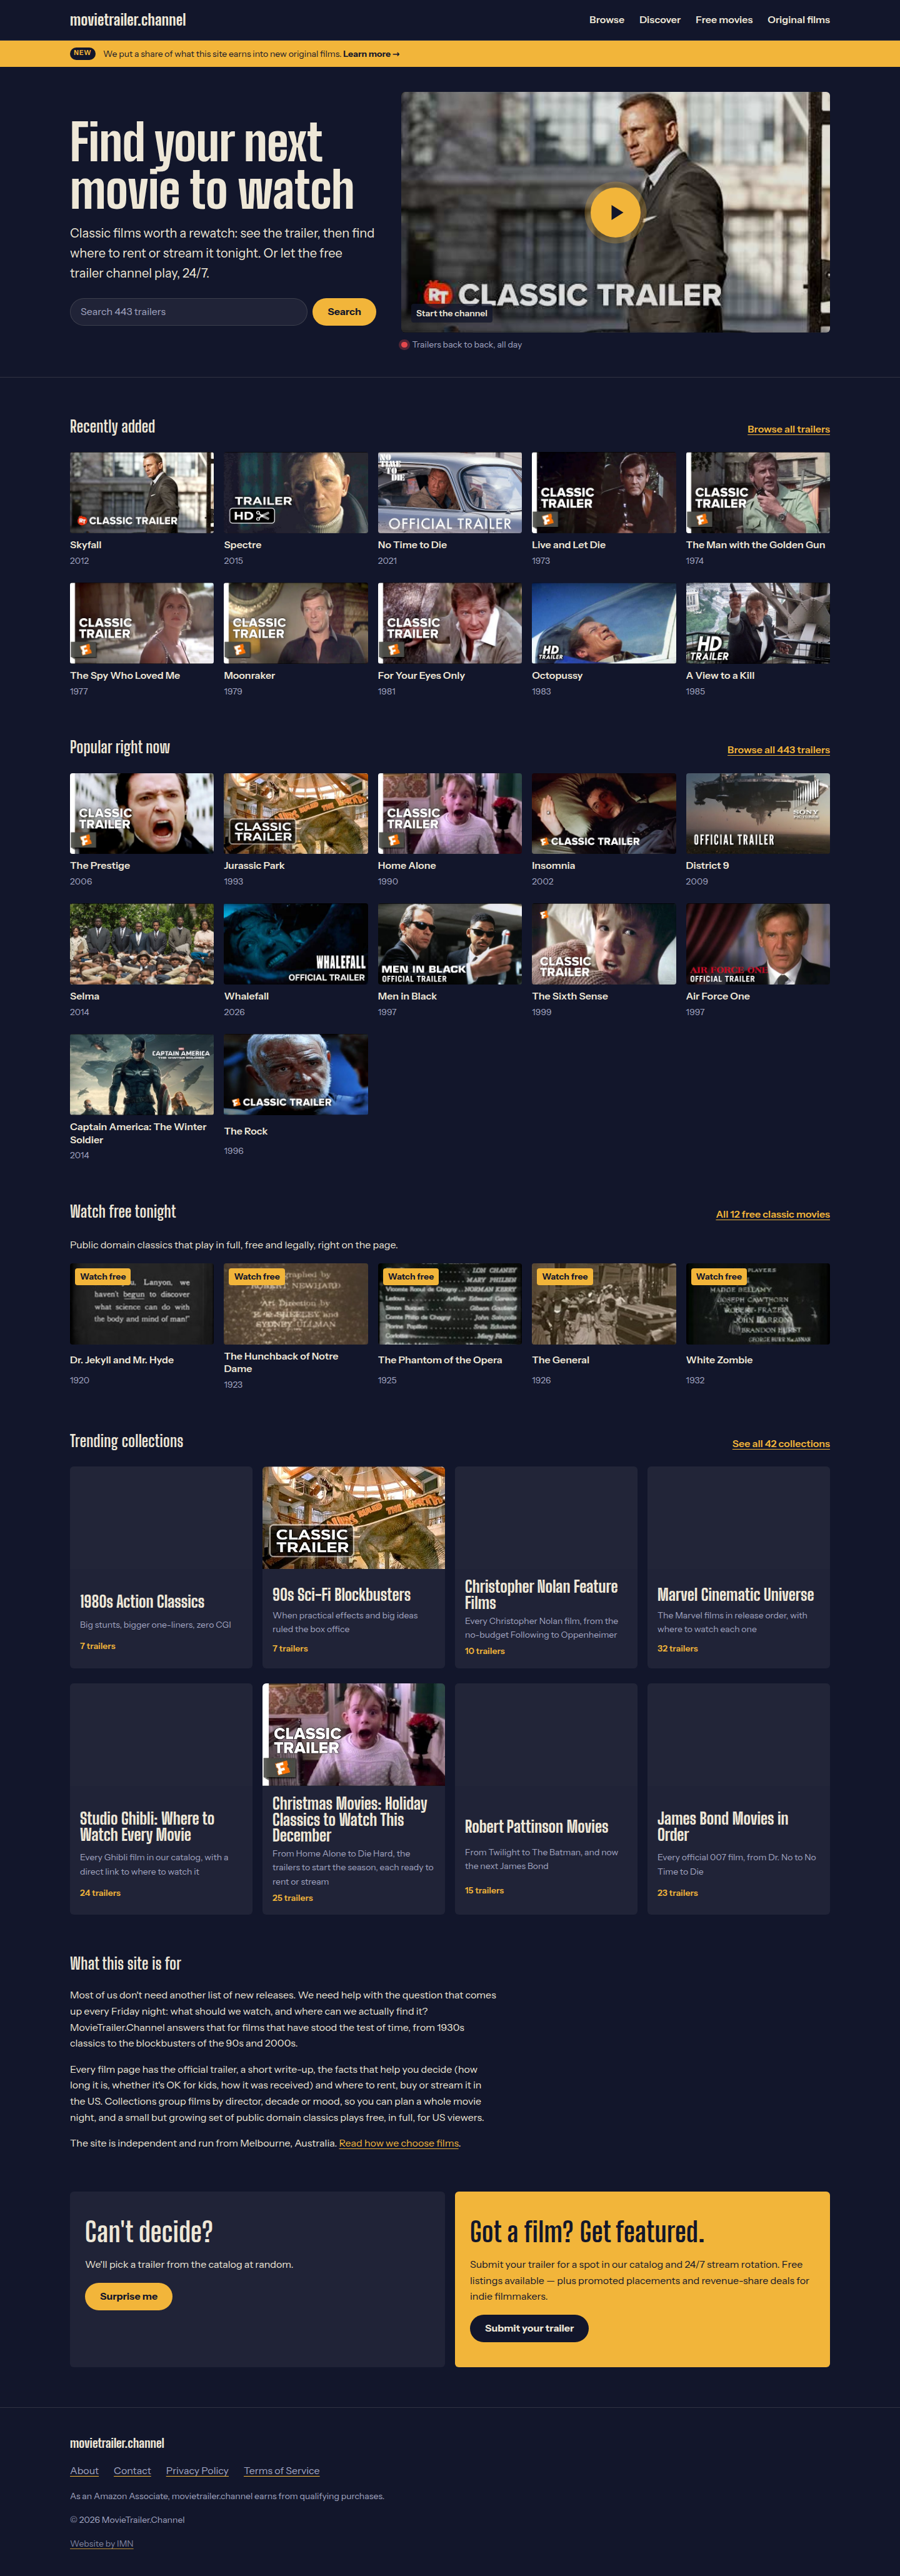 movietrailer.channel
Browse Discover Free movies Original films
NEW We put a share of what this site earns into new original films. Learn more →
Find your next
movie to watch
Classic films worth a rewatch: see the trailer, then find
where to rent or stream it tonight. Or let the free
trailer channel play, 24/7.
Search 443 trailers
Search
RT CLASSIC TRAILER
Start the channel
Trailers back to back, all day
Recently added
Browse all trailers
CLASSIC TRAILER
TRAILER
HD
NO TIME TO DIE
OFFICIAL TRAILER
CLASSIC
TRAILER
CLASSIC
TRAILER
Skyfall
2012
Spectre
2015
No Time to Die
2021
Live and Let Die
1973
The Man with the Golden Gun
1974
CLASSIC
TRAILER
CLASSIC
TRAILER
CLASSIC
TRAILER
HD
TRAILER
HD
TRAILER
The Spy Who Loved Me
1977
Moonraker
1979
For Your Eyes Only
1981
Octopussy
1983
A View to a Kill
1985
Popular right now
Browse all 443 trailers
CLASSIC
TRAILER
CLASSIC
TRAILER
CLASSIC
TRAILER
CLASSIC TRAILER
SONY
OFFICIAL TRAILER
The Prestige
2006
Jurassic Park
1993
Home Alone
1990
Insomnia
2002
District 9
2009
WHALEFALL
OFFICIAL TRAILER
MEN IN BLACK
OFFICIAL TRAILER
CLASSIC
TRAILER
AIR FORCE ONE
OFFICIAL TRAILER
Selma
2014
Whalefall
2026
Men in Black
1997
The Sixth Sense
1999
Air Force One
1997
CAPTAIN AMERICA
CLASSIC TRAILER
Captain America: The Winter
Soldier
2014
The Rock
1996
Watch free tonight
All 12 free classic movies
Public domain classics that play in full, free and legally, right on the page.
Watch free
Lanyon, we
haven't begun to discover
what science can do with
the body and mind of man!"
Watch free
Watch free
Watch free
Watch free
Dr. Jekyll and Mr. Hyde
1920
The Hunchback of Notre
Dame
1923
The Phantom of the Opera
1925
The General
1926
White Zombie
1932
Trending collections
See all 42 collections
1980s Action Classics
Big stunts, bigger one-liners, zero CGI
7 trailers
CLASSIC
TRAILER
90s Sci-Fi Blockbusters
When practical effects and big ideas
ruled the box office
7 trailers
Christopher Nolan Feature
Films
Every Christopher Nolan film, from the
no-budget Following to Oppenheimer
10 trailers
Marvel Cinematic Universe
The Marvel films in release order, with
where to watch each one
32 trailers
Studio Ghibli: Where to
Watch Every Movie
Every Ghibli film in our catalog, with a
direct link to where to watch it
24 trailers
CLASSIC
TRAILER
Christmas Movies: Holiday
Classics to Watch This
December
From Home Alone to Die Hard, the
trailers to start the season, each ready to
rent or stream
25 trailers
Robert Pattinson Movies
From Twilight to The Batman, and now
the next James Bond
15 trailers
James Bond Movies in
Order
Every official 007 film, from Dr. No to No
Time to Die
23 trailers
What this site is for
Most of us don't need another list of new releases. We need help with the question that comes
up every Friday night: what should we watch, and where can we actually find it?
MovieTrailer.Channel answers that for films that have stood the test of time, from 1930s
classics to the blockbusters of the 90s and 2000s.
Every film page has the official trailer, a short write-up, the facts that help you decide (how
long it is, whether it's OK for kids, how it was received) and where to rent, buy or stream it in
the US. Collections group films by director, decade or mood, so you can plan a whole movie
night, and a small but growing set of public domain classics plays free, in full, for US viewers.
The site is independent and run from Melbourne, Australia. Read how we choose films.
Can't decide?
We'll pick a trailer from the catalog at random.
Surprise me
Got a film? Get featured.
Submit your trailer for a spot in our catalog and 24/7 stream rotation. Free
listings available — plus promoted placements and revenue-share deals for
indie filmmakers.
Submit your trailer
movietrailer.channel
About Contact Privacy Policy Terms of Service
As an Amazon Associate, movietrailer.channel earns from qualifying purchases.
© 2026 MovieTrailer.Channel
Website by IMN